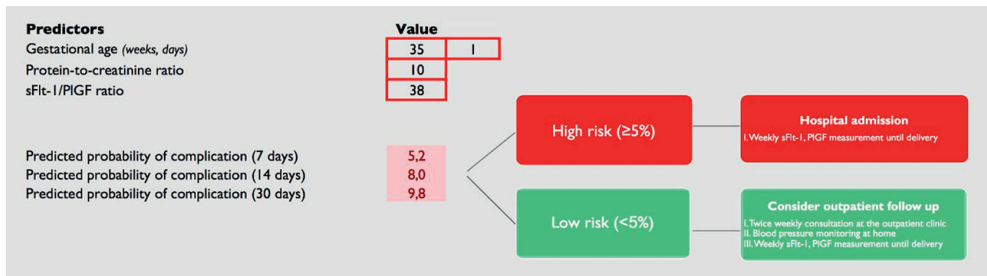 Predictors Value
Gestational age (weeks, days) 35 1
Protein-to-creatinine ratio 10
sFlt-1/PlGF ratio 38
High risk (≥5%)
Hospital admission
I. Weekly sFlt-1, PlGF measurement until delivery
Predicted probability of complication (7 days) 5,2
Predicted probability of complication (14 days) 8,0
Predicted probability of complication (30 days) 9,8
Low risk (<5%)
Consider outpatient follow up
I. Twice weekly consultation at the outpatient clinic
II. Blood pressure monitoring at home
III. Weekly sFlt-1, PlGF measurement until delivery